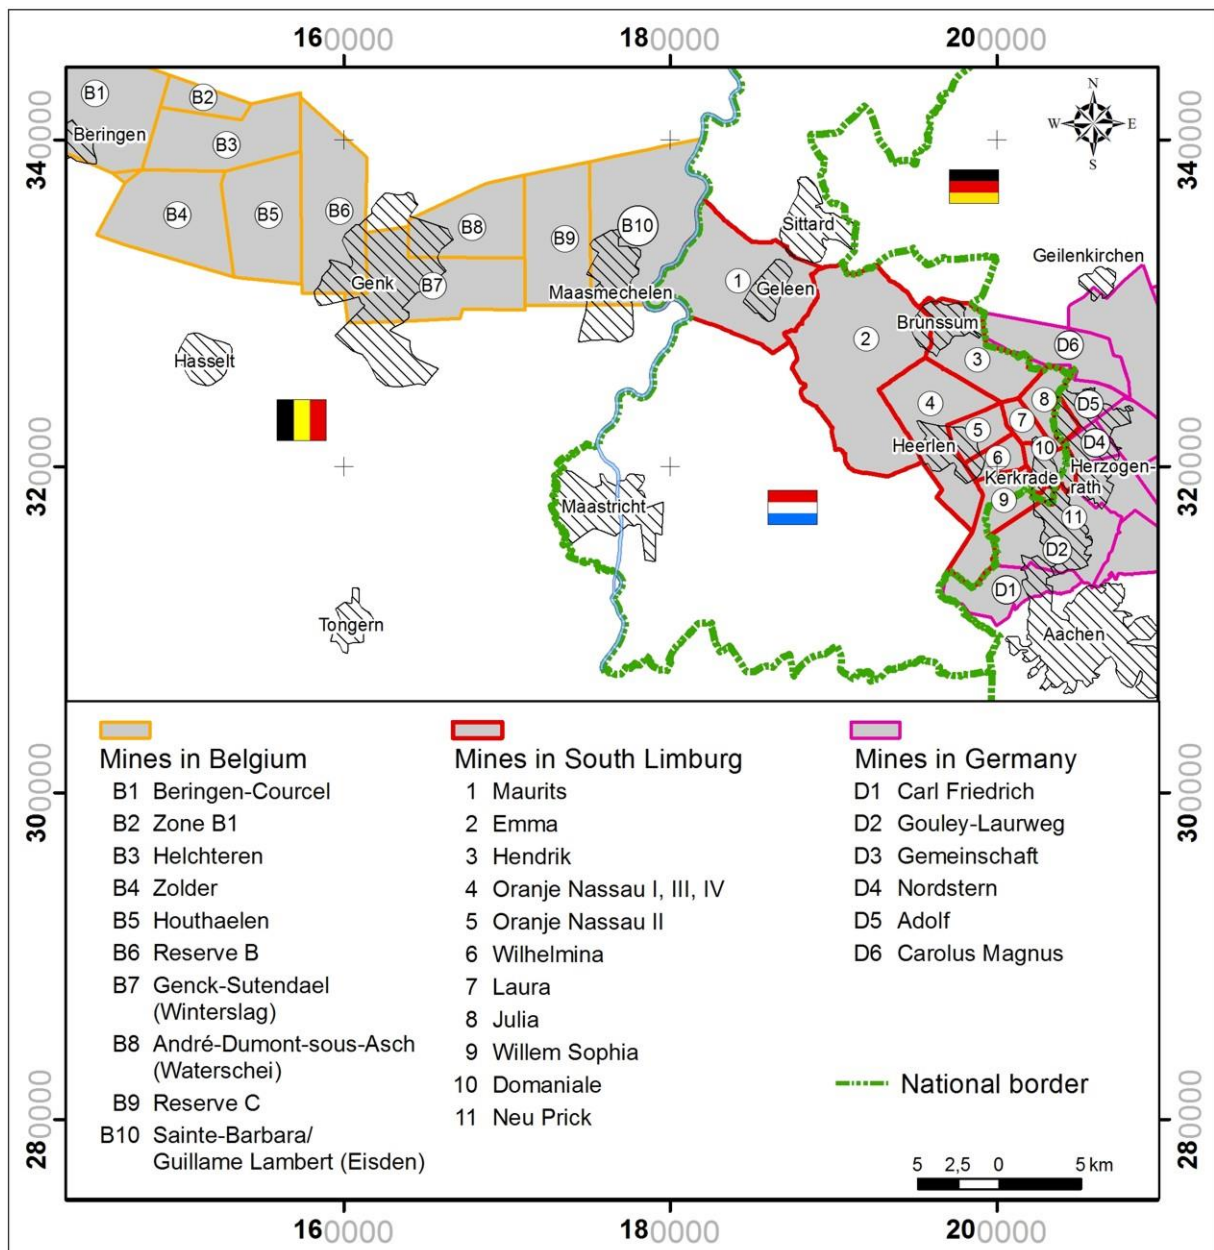 160000 180000 200000
N
W E
S
340000 340000
B1
B2
Beringen
B3
B4
B5
B6
B8
B9
B10
Sittard
Geilenkirchen
Genk
B7
Maasmechelen
1
Geleen
2
Brunssum
3
D6
Hasselt
4
5
6
7
8
D5
D4
10
Heerlen
Kerkrade
Herzogen-
rath
9
11
D2
D1
320000 320000
Maastricht
Tongern
Aachen
Mines in Belgium
B1 Beringen-Courcel
B2 Zone B1
B3 Helchteren
B4 Zolder
B5 Houthaelen
B6 Reserve B
B7 Genck-Sutendael
(Winterslag)
B8 André-Dumont-sous-Asch
(Waterschei)
B9 Reserve C
B10 Sainte-Barbara/
Guillame Lambert (Eisden)
Mines in South Limburg
1 Maurits
2 Emma
3 Hendrik
4 Oranje Nassau I, III, IV
5 Oranje Nassau II
6 Wilhelmina
7 Laura
8 Julia
9 Willem Sophia
10 Domaniale
11 Neu Prick
Mines in Germany
D1 Carl Friedrich
D2 Gouley-Laurweg
D3 Gemeinschaft
D4 Nordstern
D5 Adolf
D6 Carolus Magnus
National border
5 2,5 0 5 km
300000 300000
280000 280000
160000 180000 200000